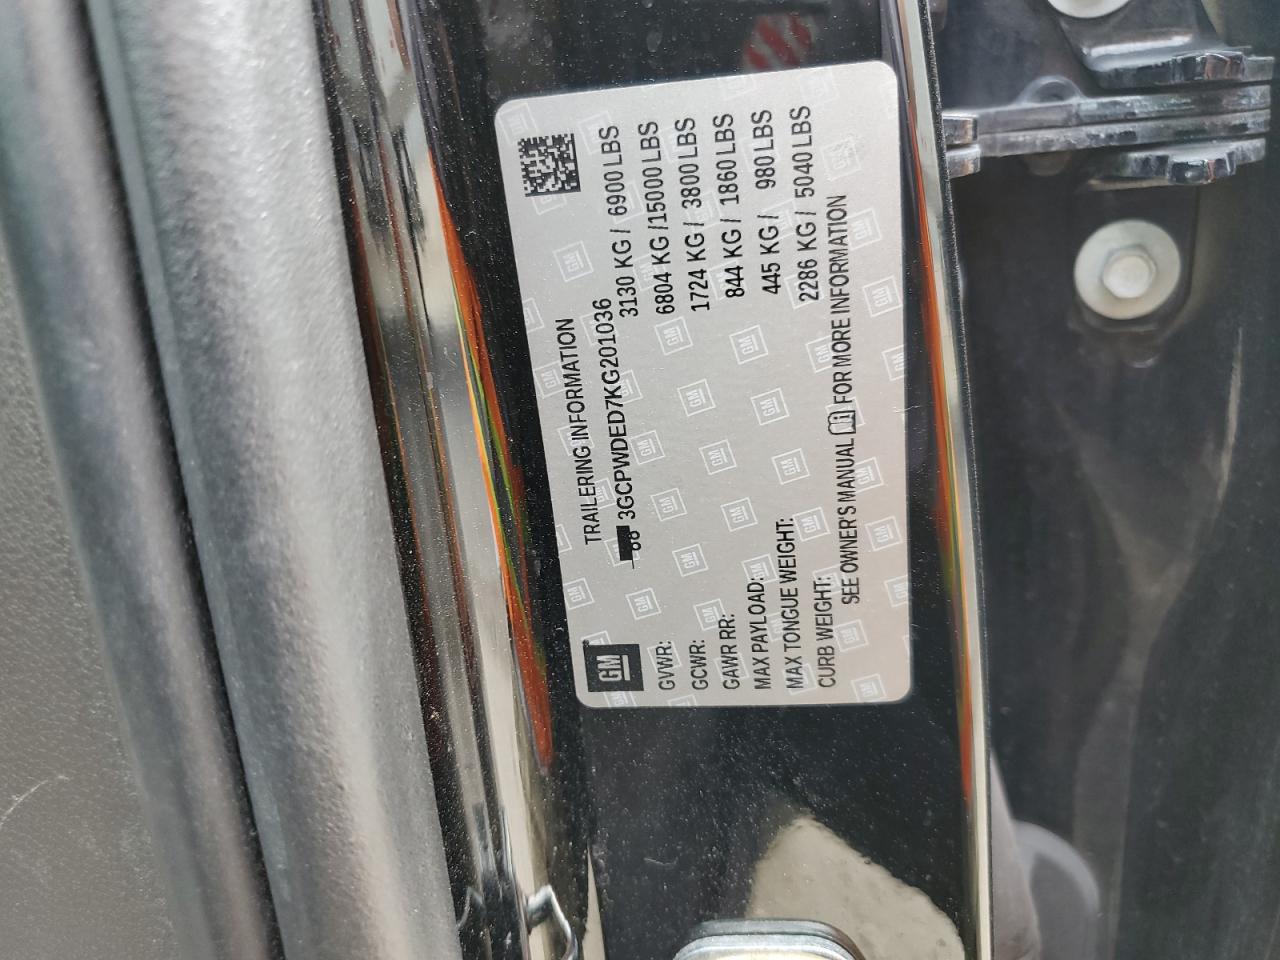 TRAILERING INFORMATION
3GCPWDED7KG201036
GM
GVWR: 3130 KG / 6900 LBS
GCWR: 6804 KG /15000 LBS
GAWR RR: 1724 KG / 3800 LBS
MAX PAYLOAD: 844 KG / 1860 LBS
MAX TONGUE WEIGHT: 445 KG / 980 LBS
CURB WEIGHT: 2286 KG / 5040 LBS
SEE OWNER'S MANUAL FOR MORE INFORMATION